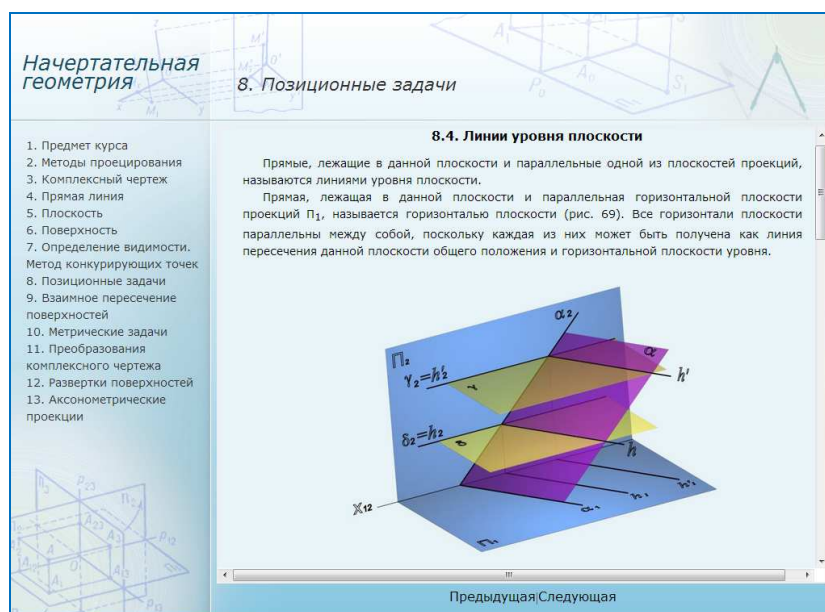 Начертательная
геометрия
8. Позиционные задачи
1. Предмет курса
2. Методы проецирования
3. Комплексный чертеж
4. Прямая линия
5. Плоскость
6. Поверхность
7. Определение видимости.
Метод конкурирующих точек
8. Позиционные задачи
9. Взаимное пересечение
поверхностей
10. Метрические задачи
11. Преобразования
комплексного чертежа
12. Развертки поверхностей
13. Аксонометрические
проекции
8.4. Линии уровня плоскости
Прямые, лежащие в данной плоскости и параллельные одной из плоскостей проекций,
называются линиями уровня плоскости.
Прямая, лежащая в данной плоскости и параллельная горизонтальной плоскости
проекций П₁, называется горизонталью плоскости (рис. 69). Все горизонтали плоскости
параллельны между собой, поскольку каждая из них может быть получена как линия
пересечения данной плоскости общего положения и горизонтальной плоскости уровня.
α₂
П₂
α
γ₂=h'₂
γ
h'
δ₂=h₂
δ
h
X₁₂
h'₁
h₁
α₁
П₁
Предыдущая|Следующая